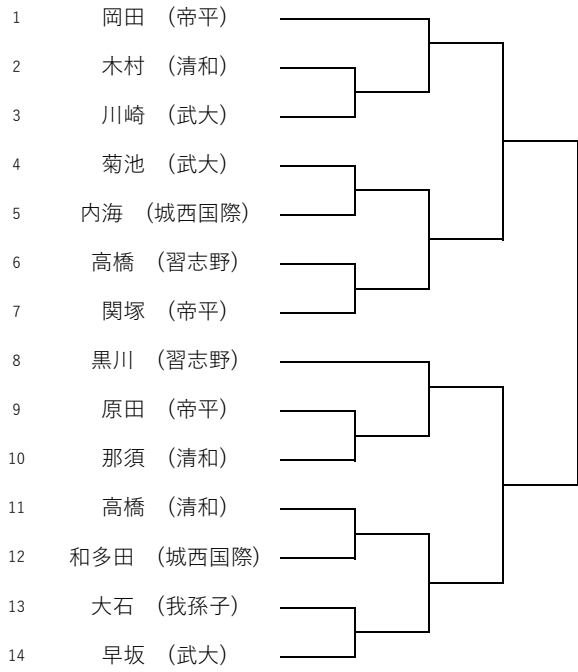 1 岡田 （帝平）
2 木村 （清和）
3 川崎 （武大）
4 菊池 （武大）
5 内海 （城西国際）
6 高橋 （習志野）
7 関塚 （帝平）
8 黒川 （習志野）
9 原田 （帝平）
10 那須 （清和）
11 高橋 （清和）
12 和多田 （城西国際）
13 大石 （我孫子）
14 早坂 （武大）